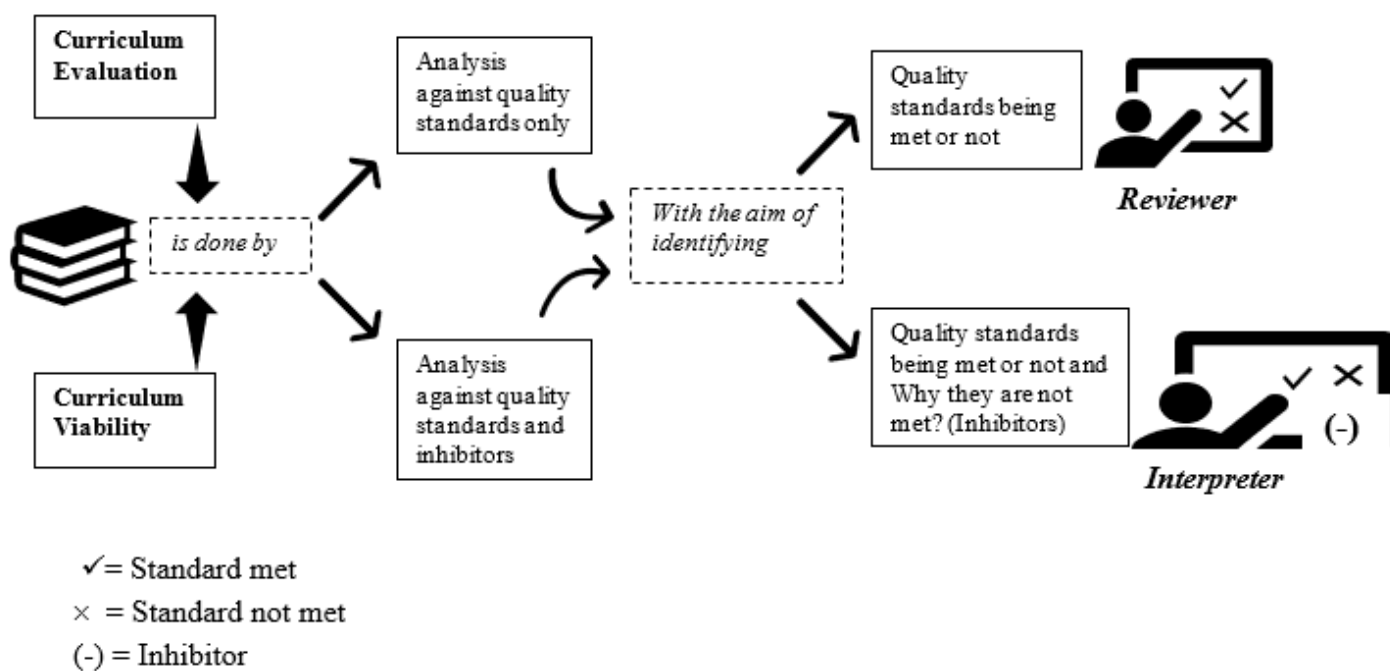 Curriculum
Evaluation
Analysis
against quality
standards only
Quality
standards being
met or not
Reviewer
is done by
With the aim of
identifying
Curriculum
Viability
Analysis
against quality
standards and
inhibitors
Quality standards
being met or not and
Why they are not
met? (Inhibitors)
(-)
Interpreter
✓= Standard met
× = Standard not met
(-) = Inhibitor